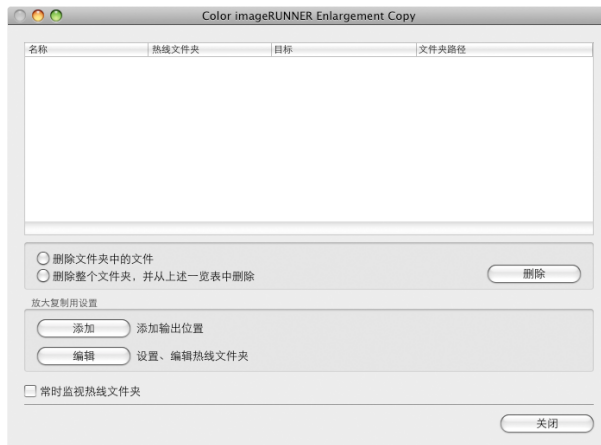 Color imageRUNNER Enlargement Copy
名称 热线文件夹 目标 文件夹路径
删除文件夹中的文件
删除整个文件夹，并从上述一览表中删除
删除
放大复制用设置
添加 添加输出位置
编辑 设置、编辑热线文件夹
常时监视热线文件夹
关闭